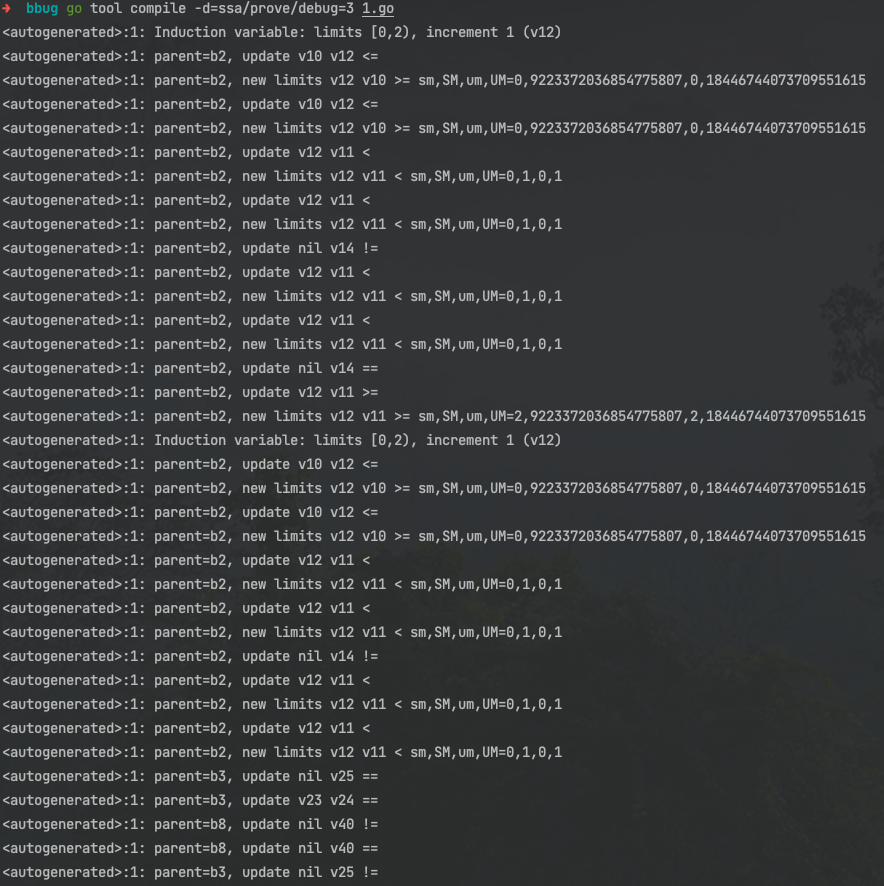 ➜ bbug go tool compile -d=ssa/prove/debug=3 1.go
<autogenerated>:1: Induction variable: limits [0,2), increment 1 (v12)
<autogenerated>:1: parent=b2, update v10 v12 <=
<autogenerated>:1: parent=b2, new limits v12 v10 >= sm,SM,um,UM=0,9223372036854775807,0,18446744073709551615
<autogenerated>:1: parent=b2, update v10 v12 <=
<autogenerated>:1: parent=b2, new limits v12 v10 >= sm,SM,um,UM=0,9223372036854775807,0,18446744073709551615
<autogenerated>:1: parent=b2, update v12 v11 <
<autogenerated>:1: parent=b2, new limits v12 v11 < sm,SM,um,UM=0,1,0,1
<autogenerated>:1: parent=b2, update v12 v11 <
<autogenerated>:1: parent=b2, new limits v12 v11 < sm,SM,um,UM=0,1,0,1
<autogenerated>:1: parent=b2, update nil v14 !=
<autogenerated>:1: parent=b2, update v12 v11 <
<autogenerated>:1: parent=b2, new limits v12 v11 < sm,SM,um,UM=0,1,0,1
<autogenerated>:1: parent=b2, update v12 v11 <
<autogenerated>:1: parent=b2, new limits v12 v11 < sm,SM,um,UM=0,1,0,1
<autogenerated>:1: parent=b2, update nil v14 ==
<autogenerated>:1: parent=b2, update v12 v11 >=
<autogenerated>:1: parent=b2, new limits v12 v11 >= sm,SM,um,UM=2,9223372036854775807,2,18446744073709551615
<autogenerated>:1: Induction variable: limits [0,2), increment 1 (v12)
<autogenerated>:1: parent=b2, update v10 v12 <=
<autogenerated>:1: parent=b2, new limits v12 v10 >= sm,SM,um,UM=0,9223372036854775807,0,18446744073709551615
<autogenerated>:1: parent=b2, update v10 v12 <=
<autogenerated>:1: parent=b2, new limits v12 v10 >= sm,SM,um,UM=0,9223372036854775807,0,18446744073709551615
<autogenerated>:1: parent=b2, update v12 v11 <
<autogenerated>:1: parent=b2, new limits v12 v11 < sm,SM,um,UM=0,1,0,1
<autogenerated>:1: parent=b2, update v12 v11 <
<autogenerated>:1: parent=b2, new limits v12 v11 < sm,SM,um,UM=0,1,0,1
<autogenerated>:1: parent=b2, update nil v14 !=
<autogenerated>:1: parent=b2, update v12 v11 <
<autogenerated>:1: parent=b2, new limits v12 v11 < sm,SM,um,UM=0,1,0,1
<autogenerated>:1: parent=b2, update v12 v11 <
<autogenerated>:1: parent=b2, new limits v12 v11 < sm,SM,um,UM=0,1,0,1
<autogenerated>:1: parent=b3, update nil v25 ==
<autogenerated>:1: parent=b3, update v23 v24 ==
<autogenerated>:1: parent=b8, update nil v40 !=
<autogenerated>:1: parent=b8, update nil v40 ==
<autogenerated>:1: parent=b3, update nil v25 !=